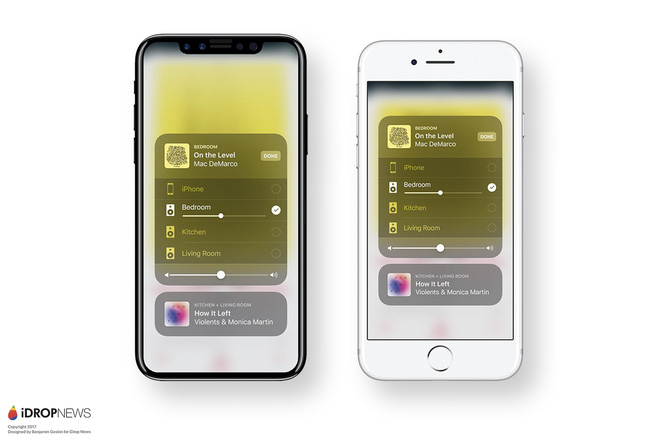 BEDROOM
On the Level
Mac DeMarco
DONE
iPhone
Bedroom
Kitchen
Living Room
KITCHEN + LIVING ROOM
How It Left
Violents & Monica Martin
BEDROOM
On the Level
Mac DeMarco
DONE
iPhone
Bedroom
Kitchen
Living Room
KITCHEN + LIVING ROOM
How It Left
Violents & Monica Martin
iDROPNEWS
Copyright 2017
Designed by Benjamin Geskin for iDrop News